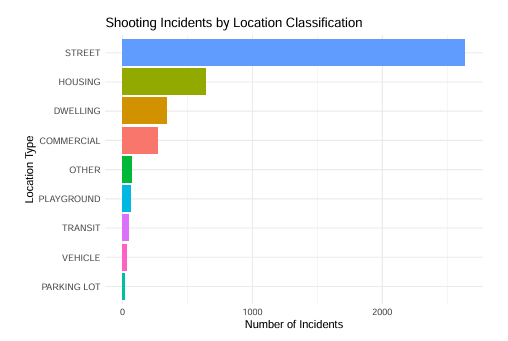 Shooting Incidents by Location Classification
STREET
HOUSING
DWELLING
COMMERCIAL
OTHER
PLAYGROUND
TRANSIT
VEHICLE
PARKING LOT
Location Type
0 1000 2000
Number of Incidents